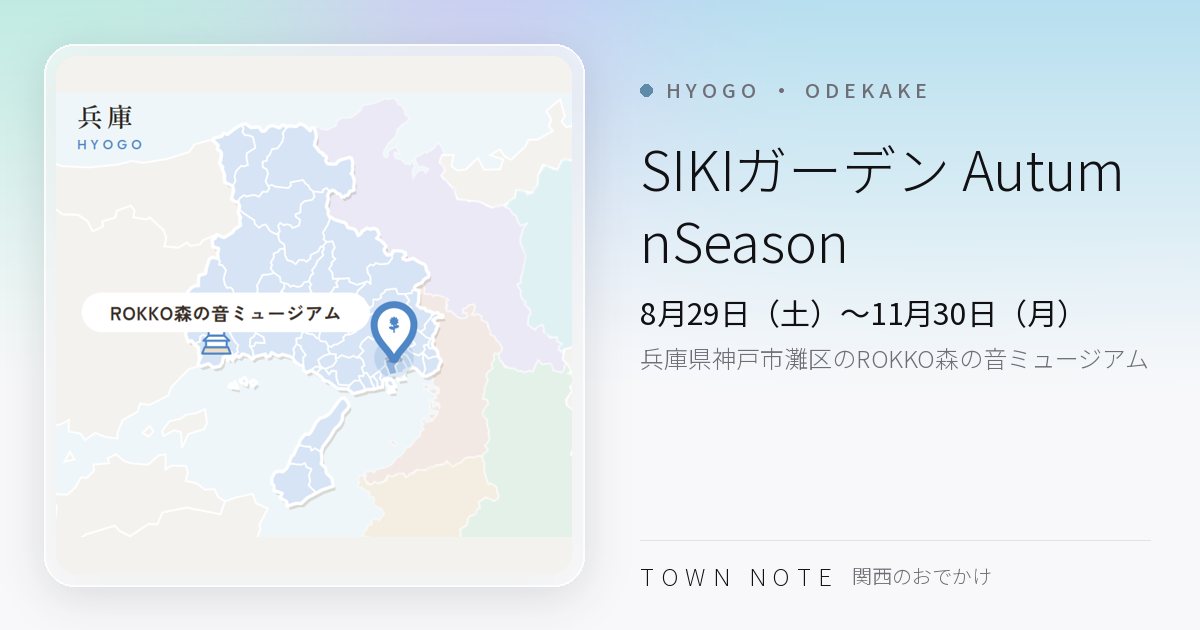 兵庫
HYOGO
ROKKO森の音ミュージアム
HYOGO ・ ODEKAKE
SIKIガーデン Autum
nSeason
8月29日（土）〜11月30日（月）
兵庫県神戸市灘区のROKKO森の音ミュージアム
TOWN NOTE 関西のおでかけ